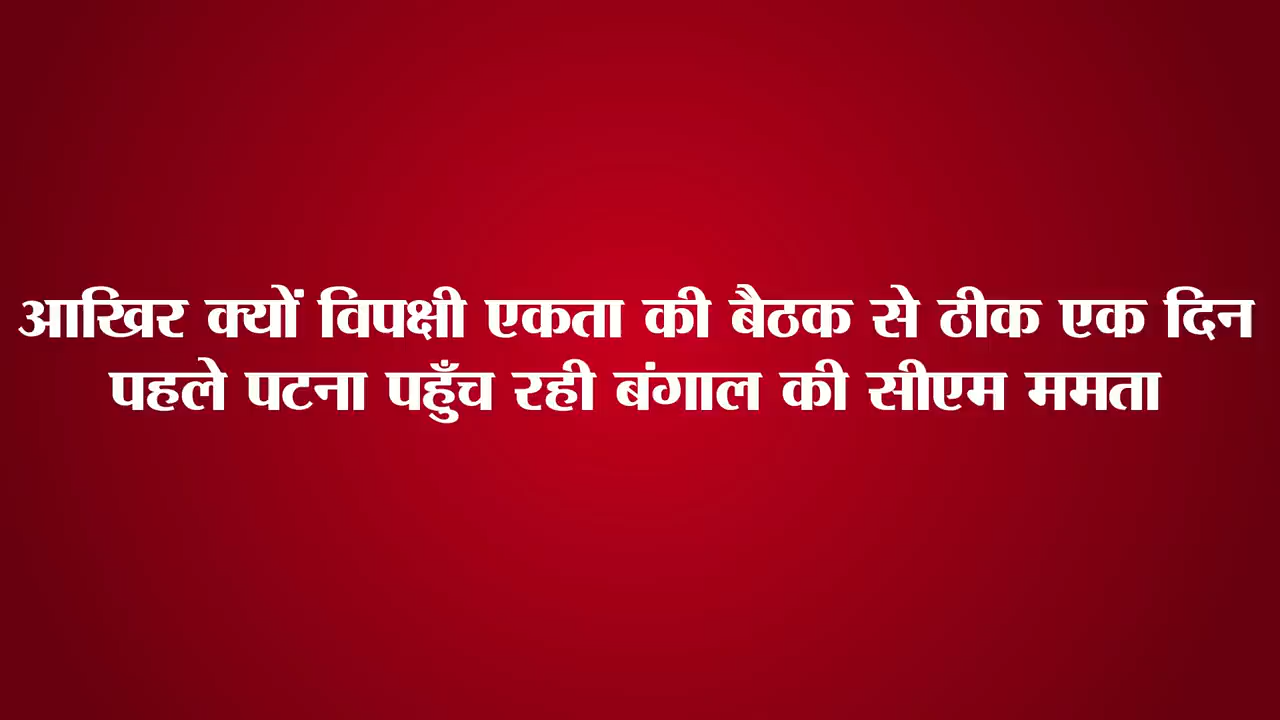 आखिर क्यों विपक्षी एकता की बैठक से ठीक एक दिन
पहले पटना पहुँच रही बंगाल की सीएम ममता